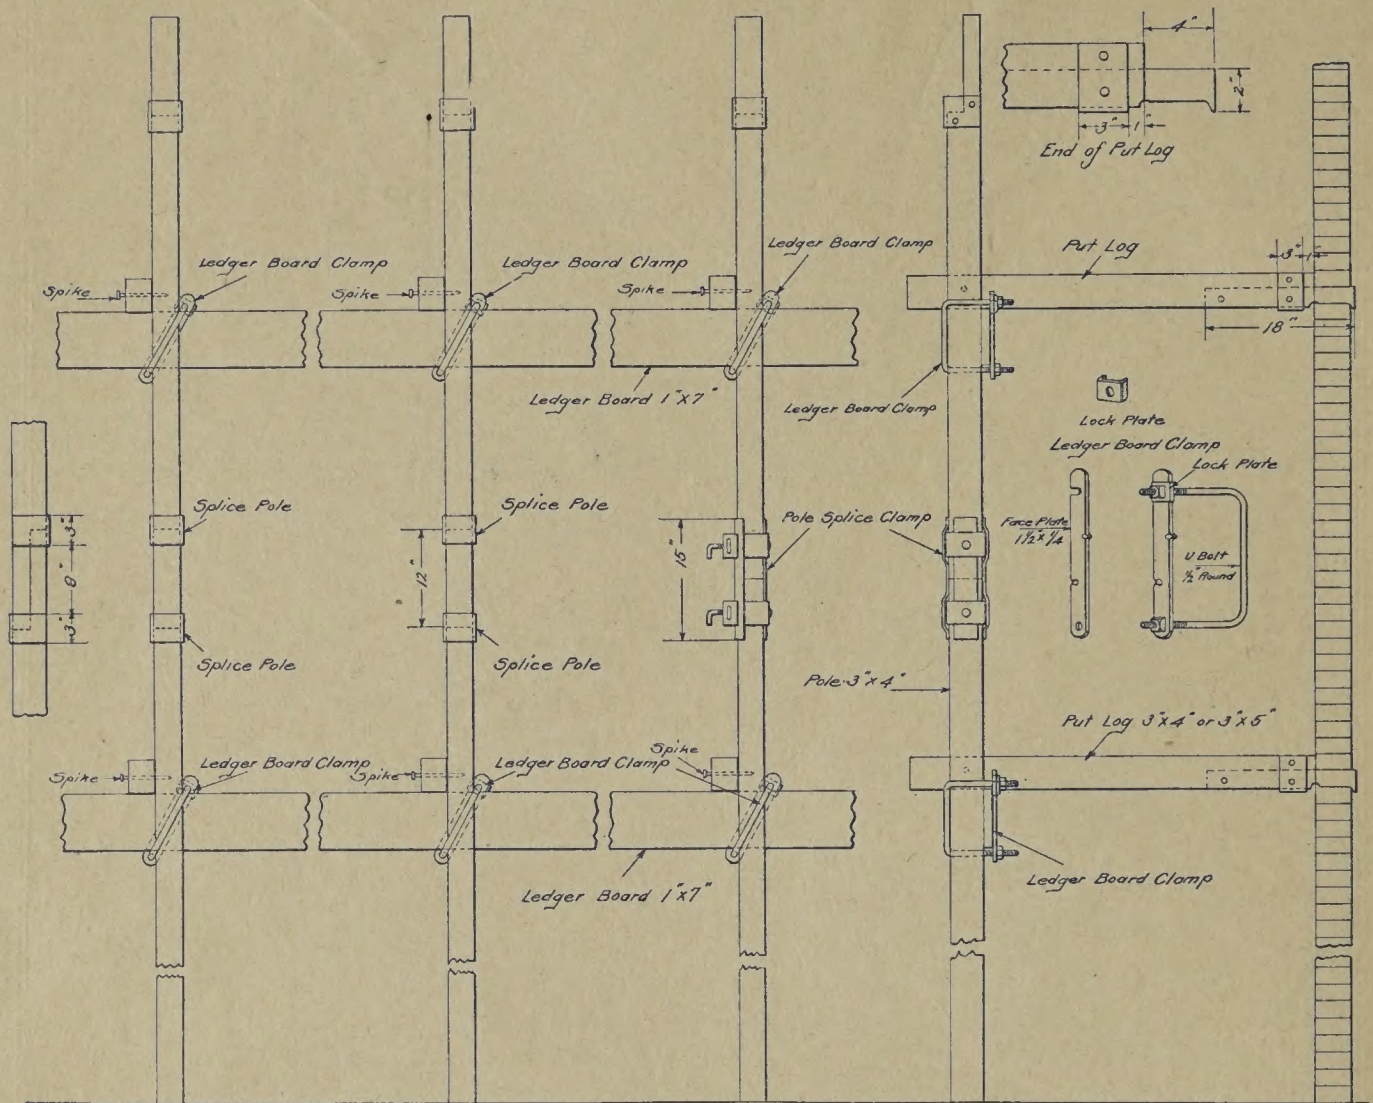 4"
2"
3" 1"
End of Put Log
Ledger Board Clamp
Ledger Board Clamp
Ledger Board Clamp
Put Log
3" 1"
Spike
Spike
Spike
18"
Ledger Board 1"x7"
Ledger Board Clamp
Lock Plate
Ledger Board Clamp
Lock Plate
Splice Pole
Splice Pole
Pole Splice Clamp
Face Plate
1 1/2" x 1/4
U Bolt
1/2" Round
3"
8"
3"
12"
15"
Splice Pole
Splice Pole
Pole 3"x4"
Put Log 3"x4" or 3"x5"
Spike
Ledger Board Clamp
Spike
Ledger Board Clamp
Spike
Ledger Board Clamp
Ledger Board 1"x7"